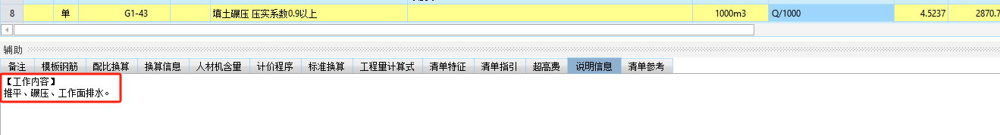 8 单 G1-43 填土碾压 压实系数0.9以上 1000m3 Q/1000 4.5237 2870.7
辅助
备注 模板钢筋 配比换算 换算信息 人材机含量 计价程序 标准换算 工程量计算式 清单特征 清单指引 超高费 说明信息 清单参考
【工作内容】
推平、碾压、工作面排水。